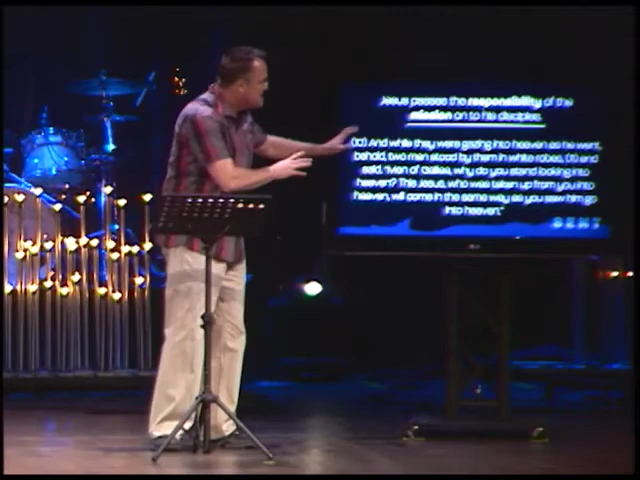 Jesus passes the responsibility of the
mission on to his disciples.
(10) And while they were gazing into heaven as he went,
behold, two men stood by them in white robes, (11) and
said, "Men of Galilee, why do you stand looking into
heaven? This Jesus, who was taken up from you into
heaven, will come in the same way as you saw him go
into heaven."
SENT